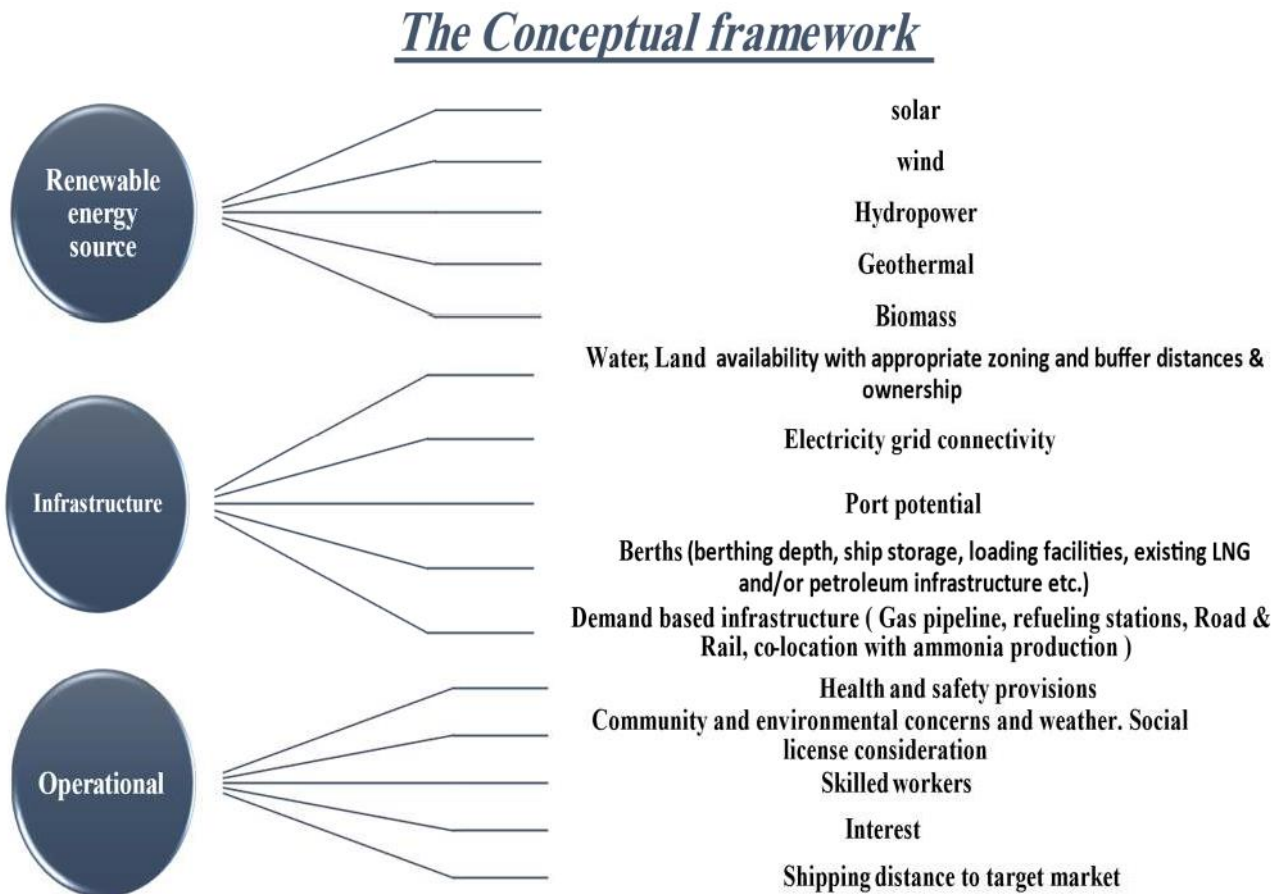 The Conceptual framework
Renewable
energy
source
solar
wind
Hydropower
Geothermal
Biomass
Infrastructure
Water, Land availability with appropriate zoning and buffer distances &
ownership
Electricity grid connectivity
Port potential
Berths (berthing depth, ship storage, loading facilities, existing LNG
and/or petroleum infrastructure etc.)
Demand based infrastructure ( Gas pipeline, refueling stations, Road &
Rail, co-location with ammonia production )
Operational
Health and safety provisions
Community and environmental concerns and weather. Social
license consideration
Skilled workers
Interest
Shipping distance to target market